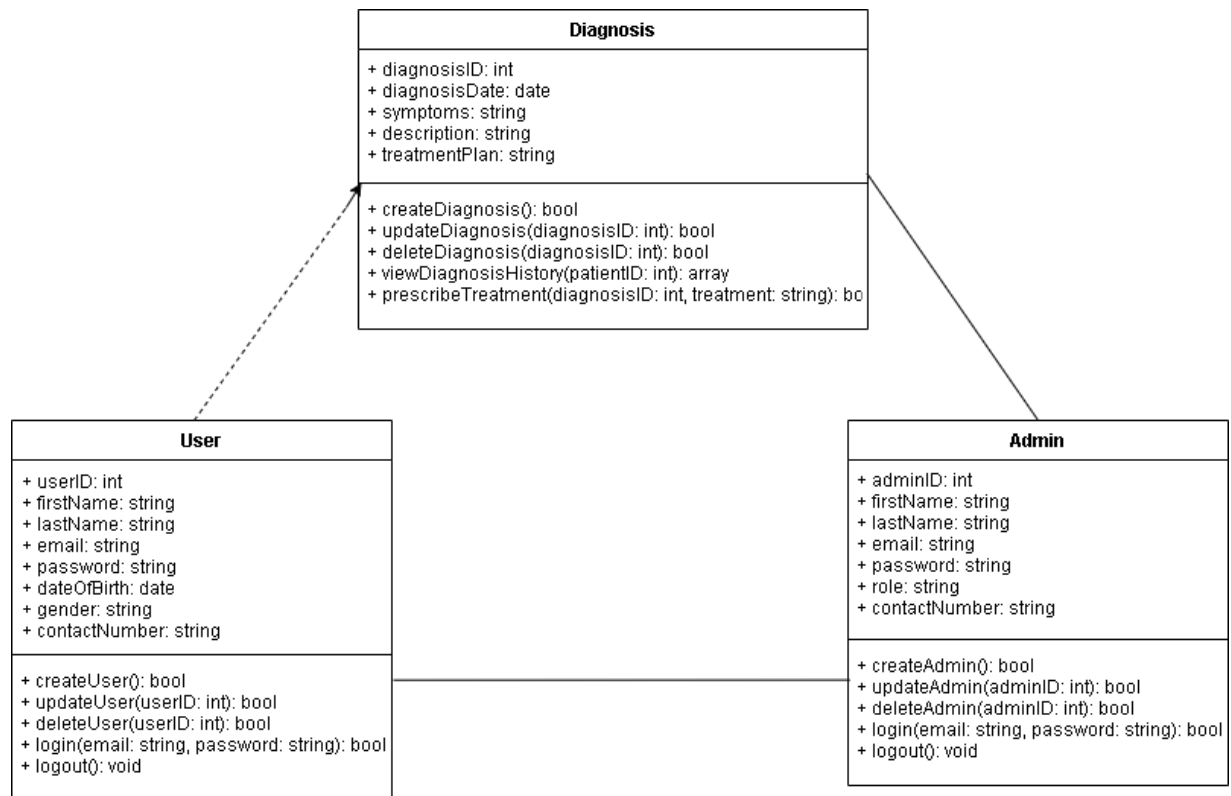 Diagnosis
+ diagnosisID: int
+ diagnosisDate: date
+ symptoms: string
+ description: string
+ treatmentPlan: string
+ createDiagnosis(): bool
+ updateDiagnosis(diagnosisID: int): bool
+ deleteDiagnosis(diagnosisID: int): bool
+ viewDiagnosisHistory(patientID: int): array
+ prescribeTreatment(diagnosisID: int, treatment: string): bo
User
+ userID: int
+ firstName: string
+ lastName: string
+ email: string
+ password: string
+ dateOfBirth: date
+ gender: string
+ contactNumber: string
+ createUser(): bool
+ updateUser(userID: int): bool
+ deleteUser(userID: int): bool
+ login(email: string, password: string): bool
+ logout(): void
Admin
+ adminID: int
+ firstName: string
+ lastName: string
+ email: string
+ password: string
+ role: string
+ contactNumber: string
+ createAdmin(): bool
+ updateAdmin(adminID: int): bool
+ deleteAdmin(adminID: int): bool
+ login(email: string, password: string): bool
+ logout(): void